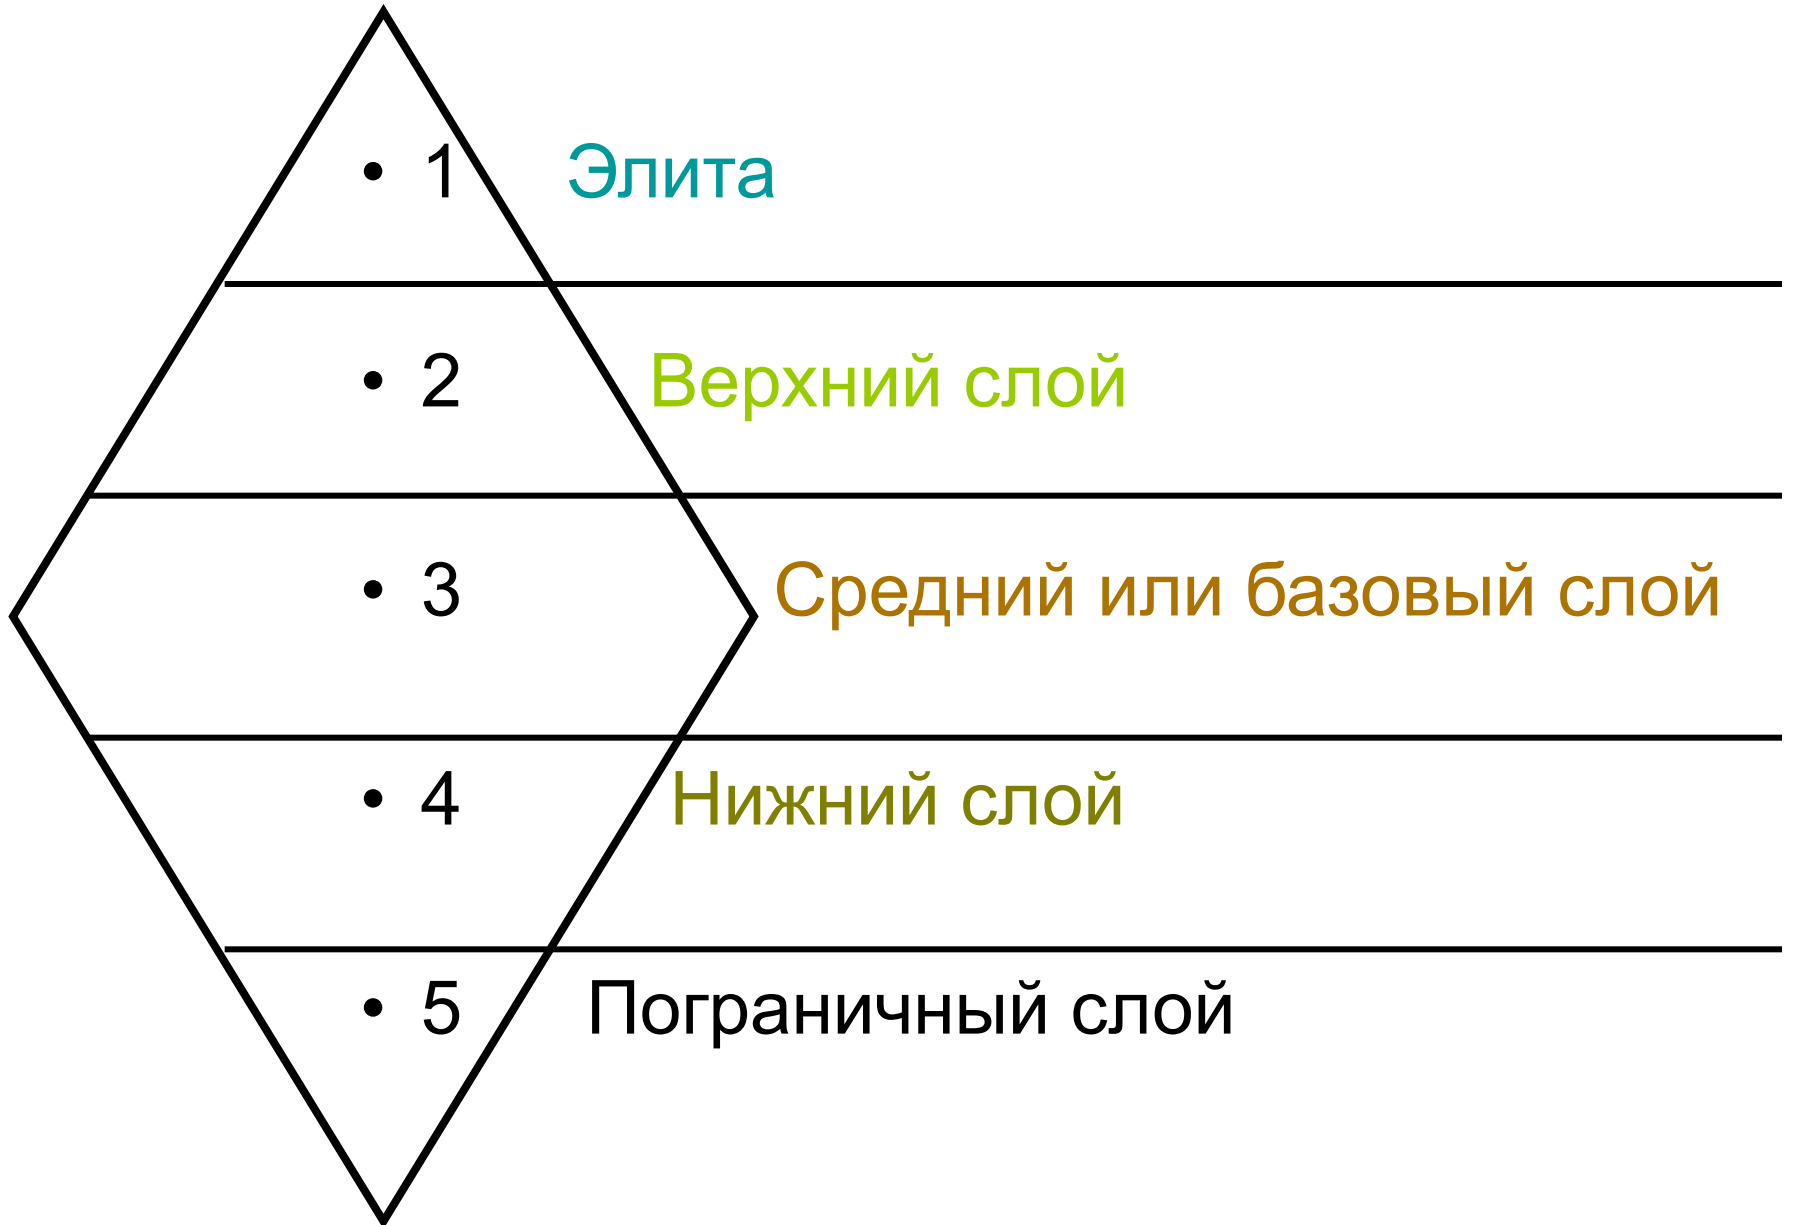 • 1 Элита
• 2 Верхний слой
• 3 Средний или базовый слой
• 4 Нижний слой
• 5 Пограничный слой